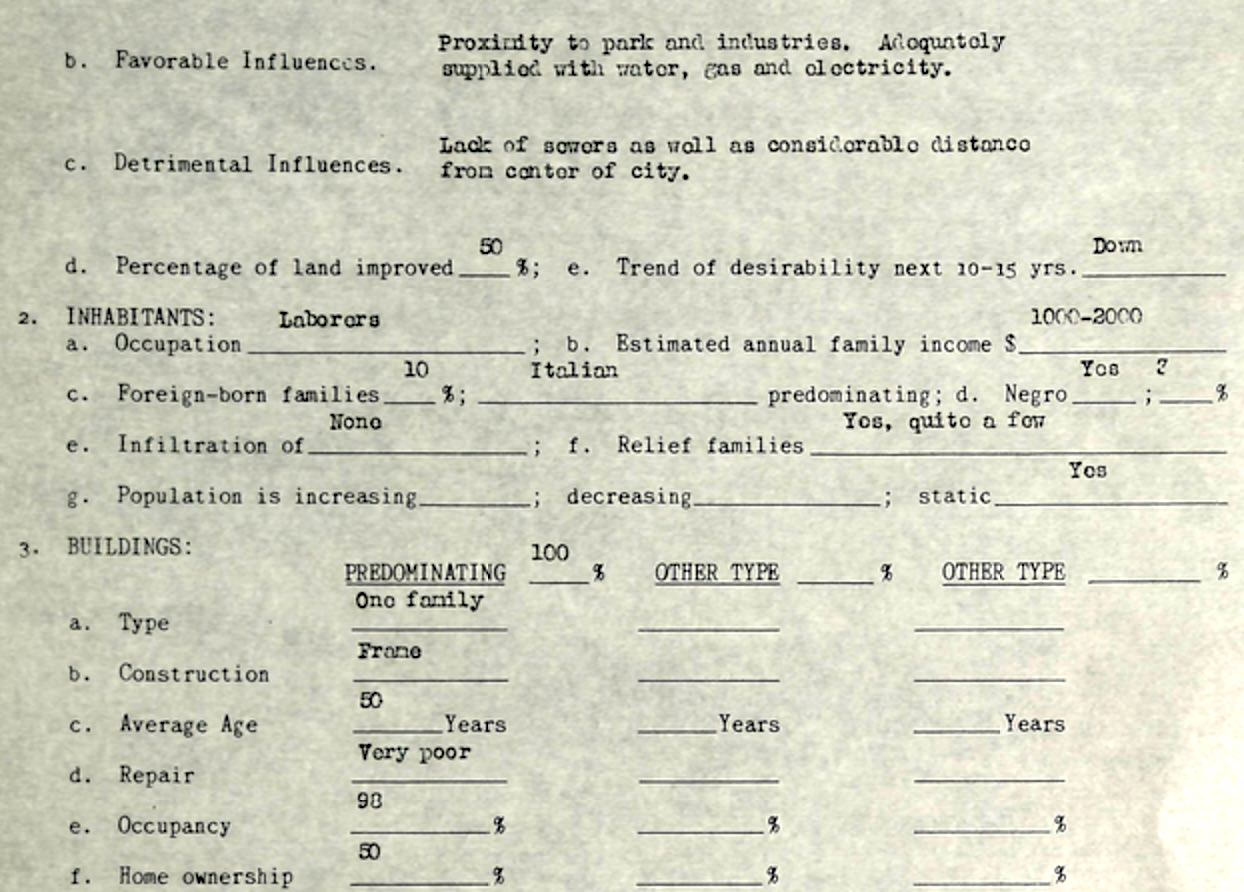 b. Favorable Influences. Proximity to park and industries. Adequately
supplied with water, gas and electricity.
c. Detrimental Influences. Lack of sewers as well as considerable distance
from center of city.
d. Percentage of land improved 50 %; e. Trend of desirability next 10-15 yrs. Down
2. INHABITANTS:
a. Occupation Laborers ; b. Estimated annual family income $ 1000-2000
c. Foreign-born families 10 %; Italian predominating; d. Negro Yes ; %
e. Infiltration of None ; f. Relief families Yes, quite a few
g. Population is increasing ; decreasing ; static Yes
3. BUILDINGS:
PREDOMINATING 100 % OTHER TYPE % OTHER TYPE %
a. Type One family
b. Construction Frame
c. Average Age 50 Years Years Years
d. Repair Very poor
e. Occupancy 98 % % %
f. Home ownership 50 % % %